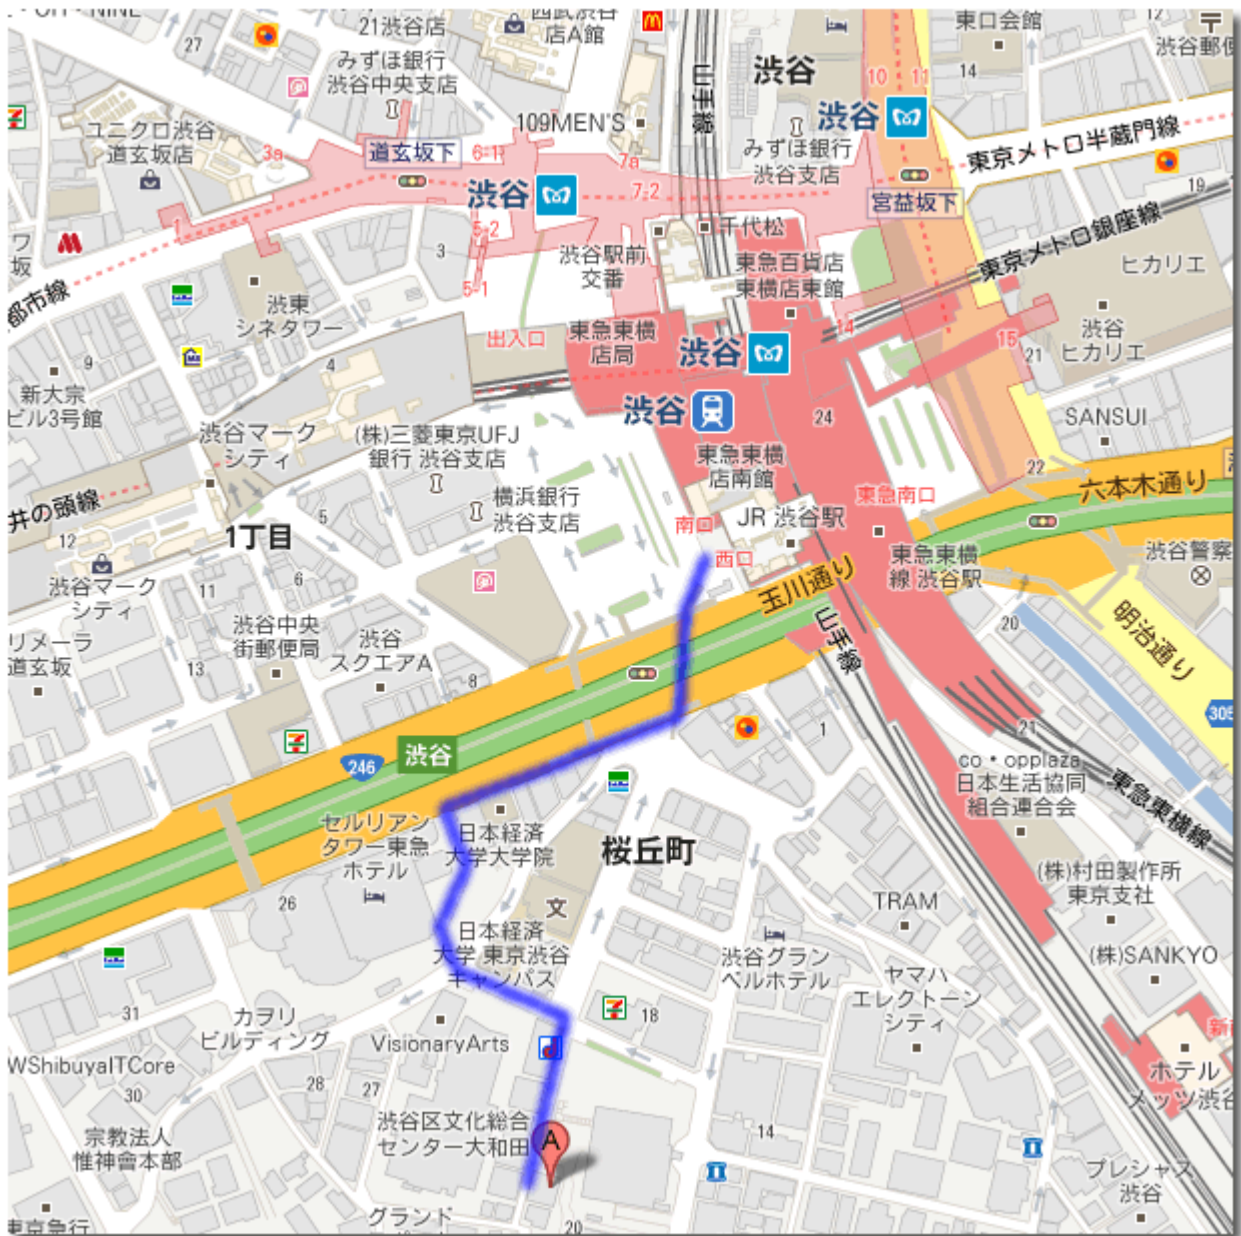 21渋谷店
西武渋谷
店A館
東口会館
12
渋谷郵便
27
みずほ銀行
渋谷中央支店
渋谷
10
11
14
山手線
109MEN'S
渋谷
みずほ銀行
渋谷支店
東京メトロ半蔵門線
ユニクロ渋谷
道玄坂店
3a
道玄坂下
6-1
7a
7-2
渋谷
宮益坂下
19
1
5-2
3
5-1
渋谷駅前
交番
千代松
東急百貨店
東横店東館
東京メトロ銀座線
ヒカリエ
ワ
坂
都市線
渋東
シネタワー
出入口
東急東横
店局
渋谷
14
15
21
渋谷
ヒカリエ
9
4
新大宗
ビル3号館
渋谷
24
SANSUI
渋谷マーク
シティ
(株)三菱東京UFJ
銀行 渋谷支店
東急東横
店南館
22
六本木通り
井の頭線
横浜銀行
渋谷支店
東急南口
南口
JR 渋谷駅
12
1丁目
5
西口
東急東横
線 渋谷駅
渋谷警察
渋谷マーク
シティ
11
6
玉川通り
山手線
明治通り
20
リメーラ
道玄坂
渋谷中央
街郵便局
渋谷
スクエアA
13
8
305
1
21
246
渋谷
co・opplaza
日本生活協同
組合連合会
東急東横線
セルリアン
タワー東急
ホテル
日本経済
大学大学院
桜丘町
(株)村田製作所
東京支社
26
文
TRAM
日本経済
大学 東京渋谷
キャンパス
渋谷グラン
ベルホテル
(株)SANKYO
ヤマハ
エレクトーン
シティ
31
カヲリ
ビルディング
18
VisionaryArts
WShibuyaITCore
ホテル
メッツ渋谷
30
28
27
宗教法人
惟神會本部
渋谷区文化総合
センター大和田
A
14
プレシャス
渋谷
東京急行
グランド
20